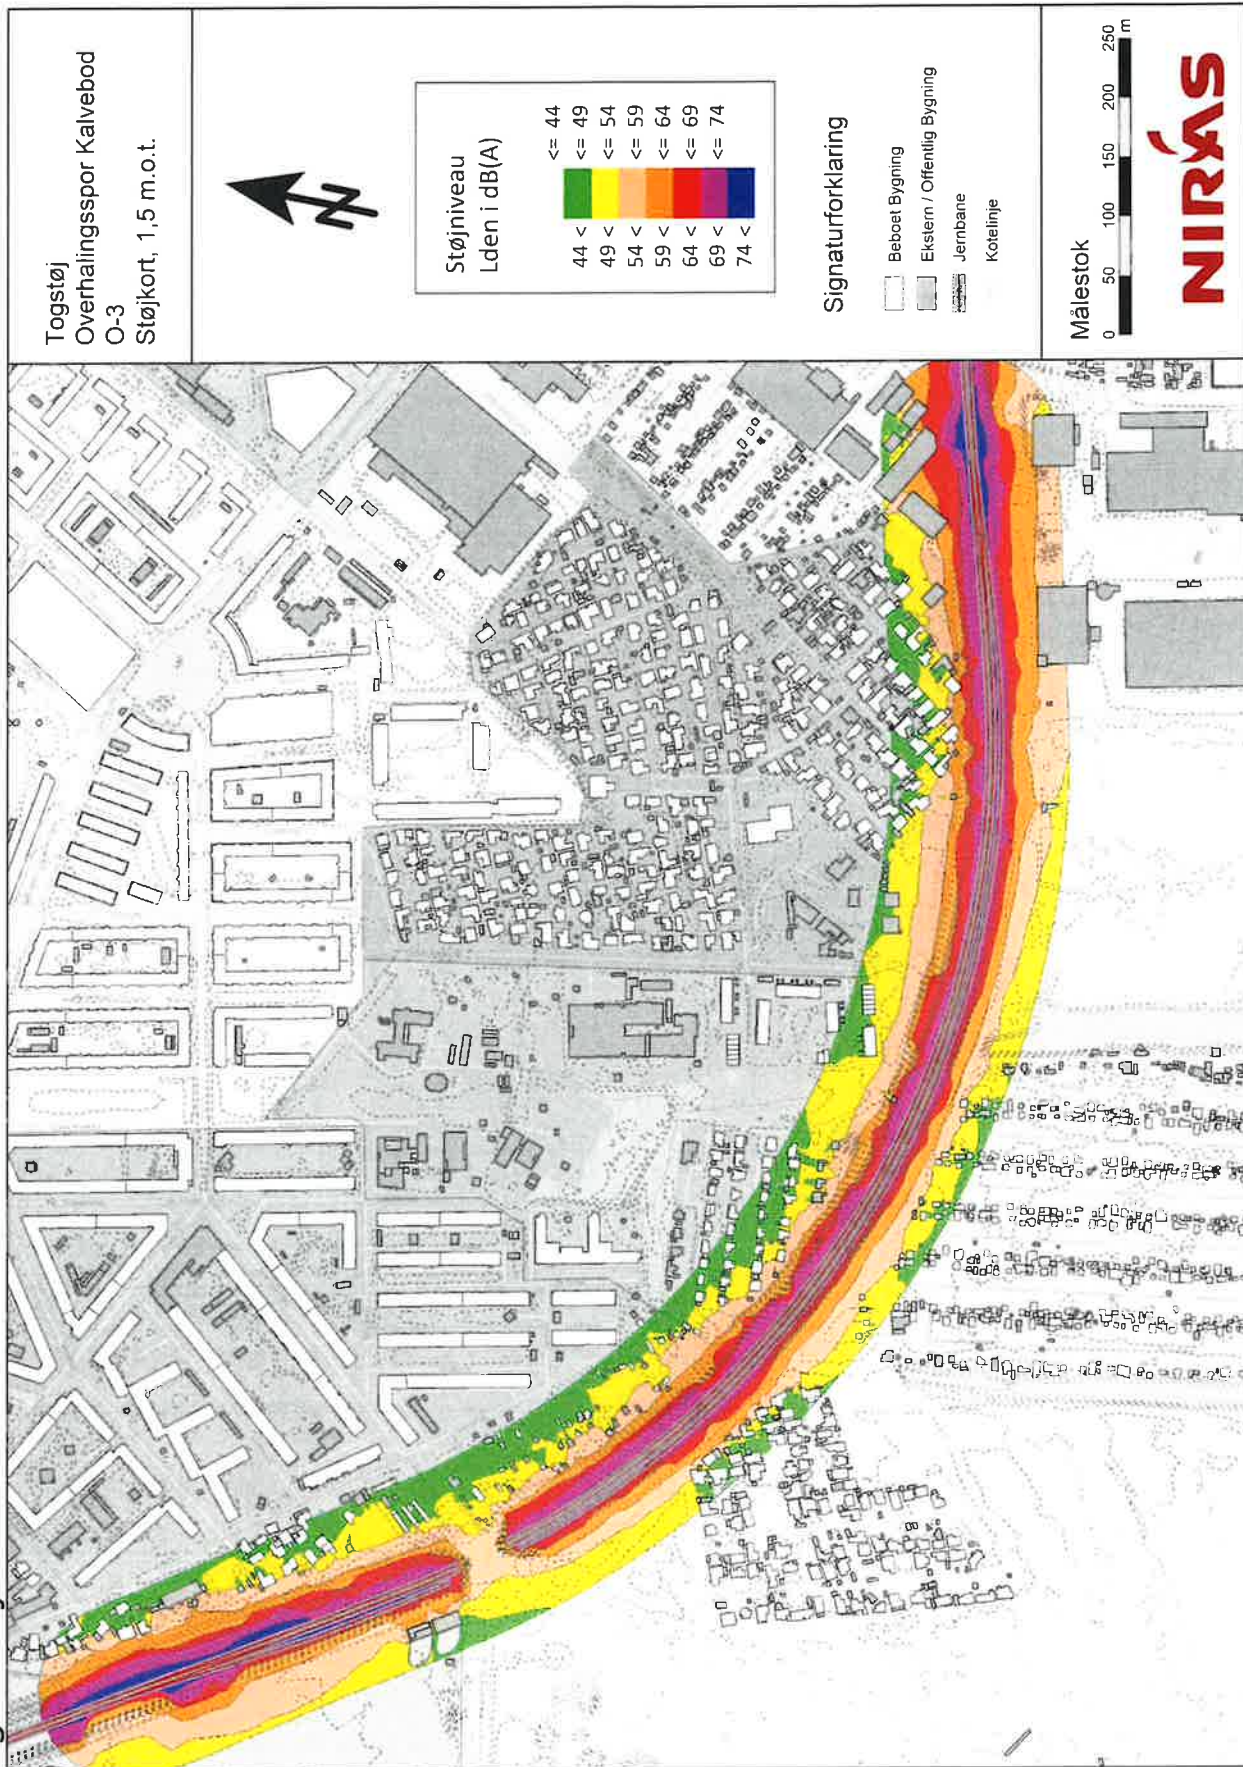 Togstøj
Overhalingsspor Kalvebod
O-3
Støjkort, 1,5 m.o.t.
N
Støjniveau
Lden i dB(A)
<= 44
44 < <= 49
49 < <= 54
54 < <= 59
59 < <= 64
64 < <= 69
69 < <= 74
74 <
Signaturforklaring
Beboet Bygning
Ekstern / Offentlig Bygning
Jernbane
Kotelinje
Målestok
0 50 100 150 200 250
m
NIRÁS